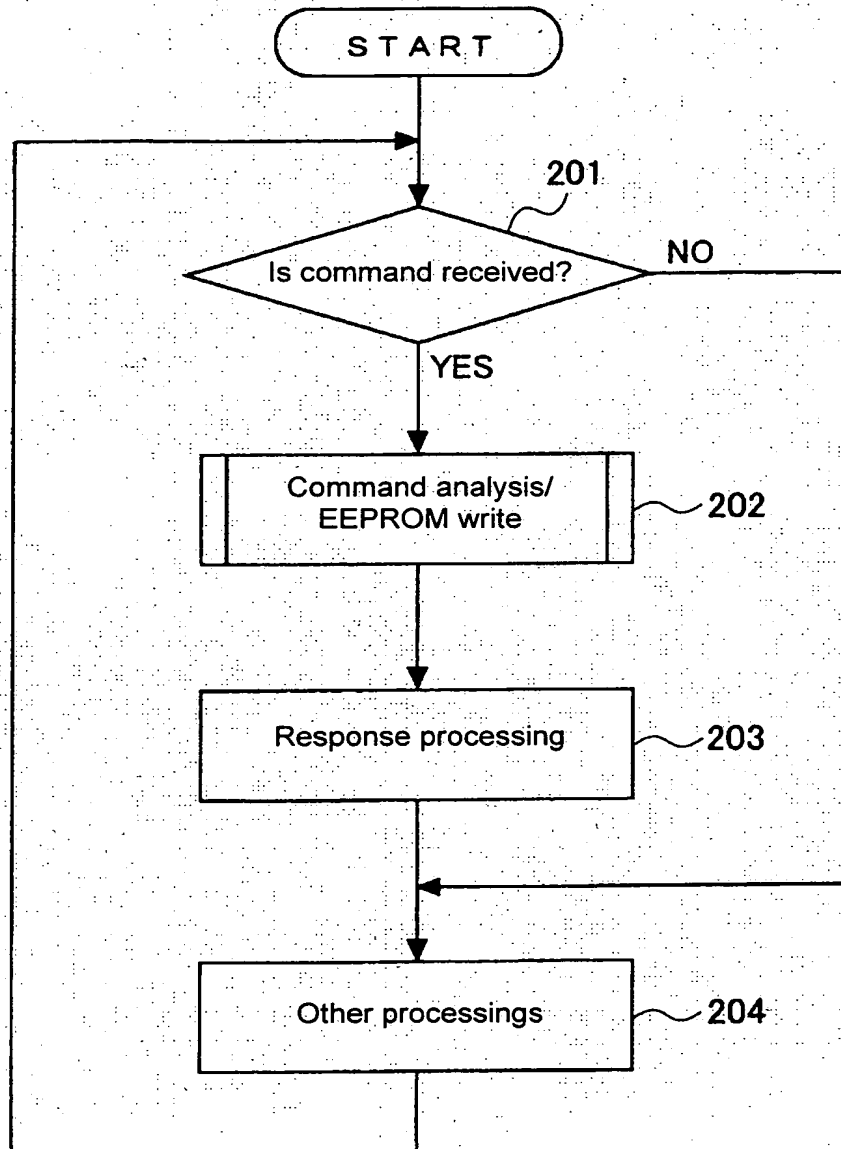 START
201
Is command received?
NO
YES
Command analysis/
EEPROM write
202
Response processing
203
Other processings
204